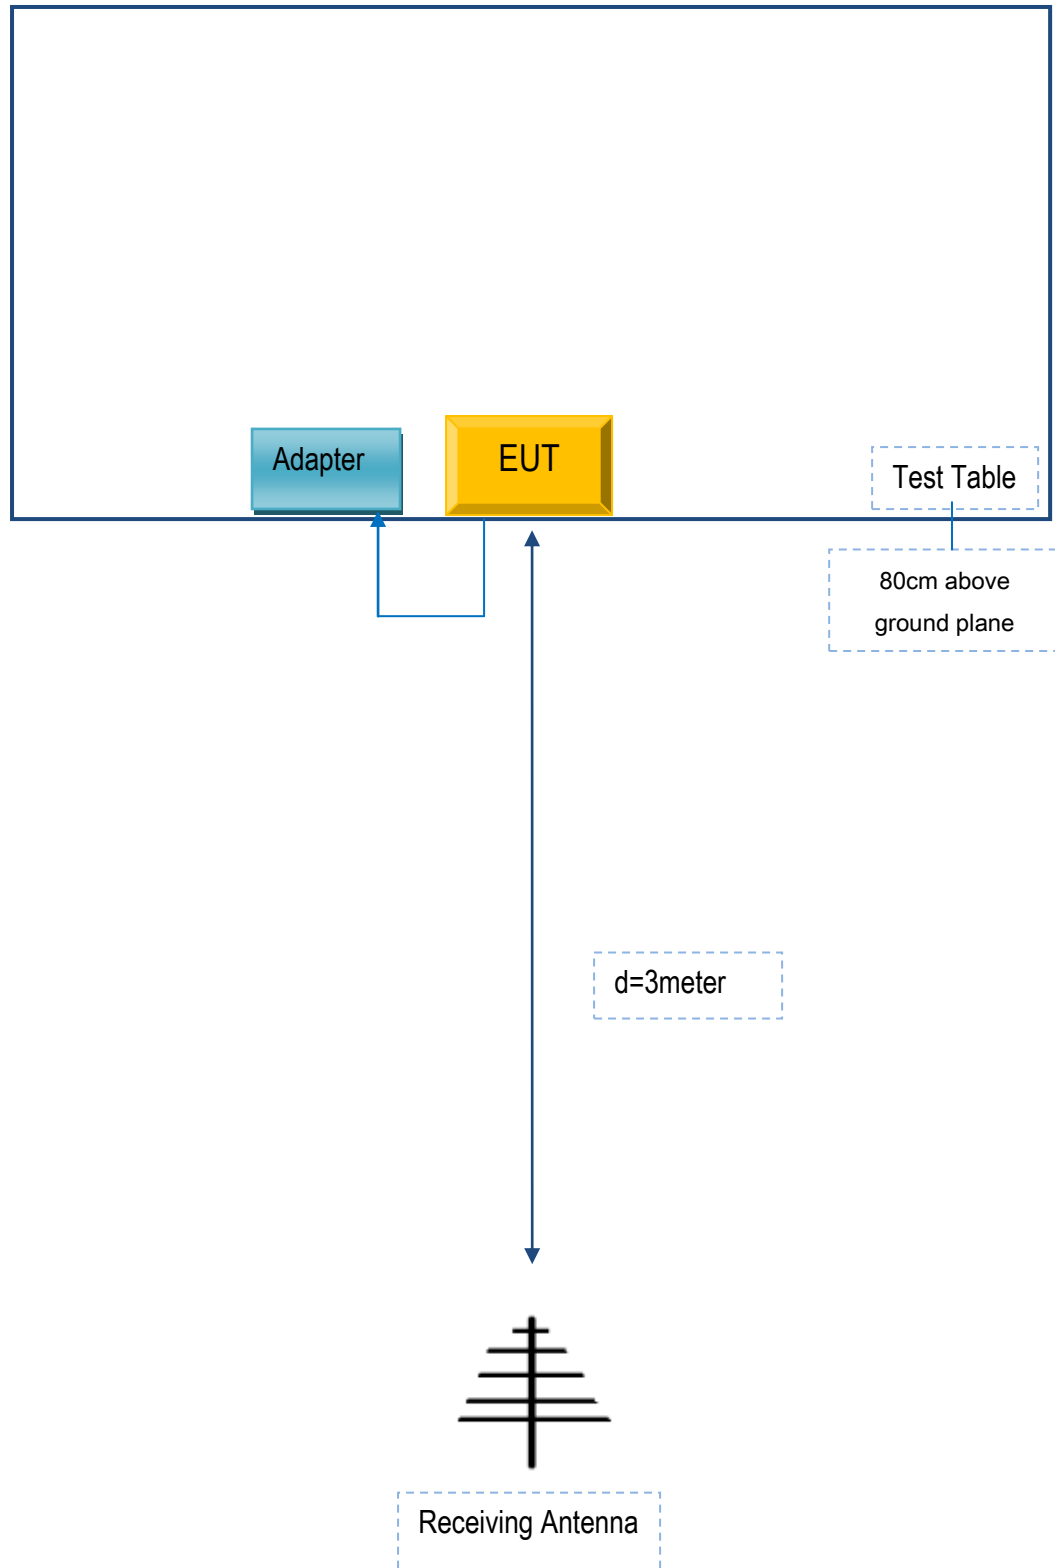 Adapter
EUT
Test Table
80cm above
ground plane
d=3meter
Receiving Antenna